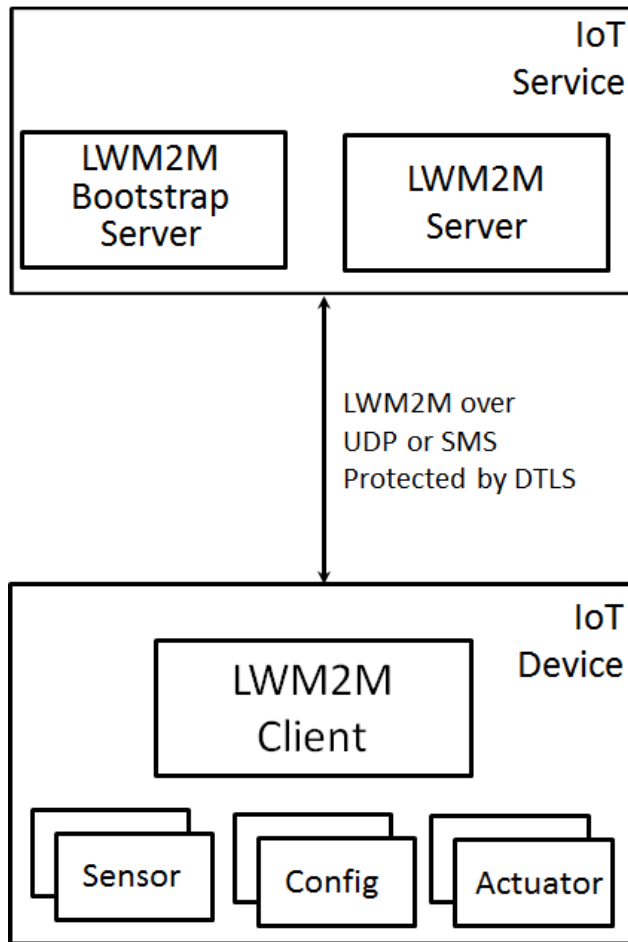 IoT
Service
LWM2M
Bootstrap
Server
LWM2M
Server
LWM2M over
UDP or SMS
Protected by DTLS
IoT
Device
LWM2M
Client
Sensor
Config
Actuator